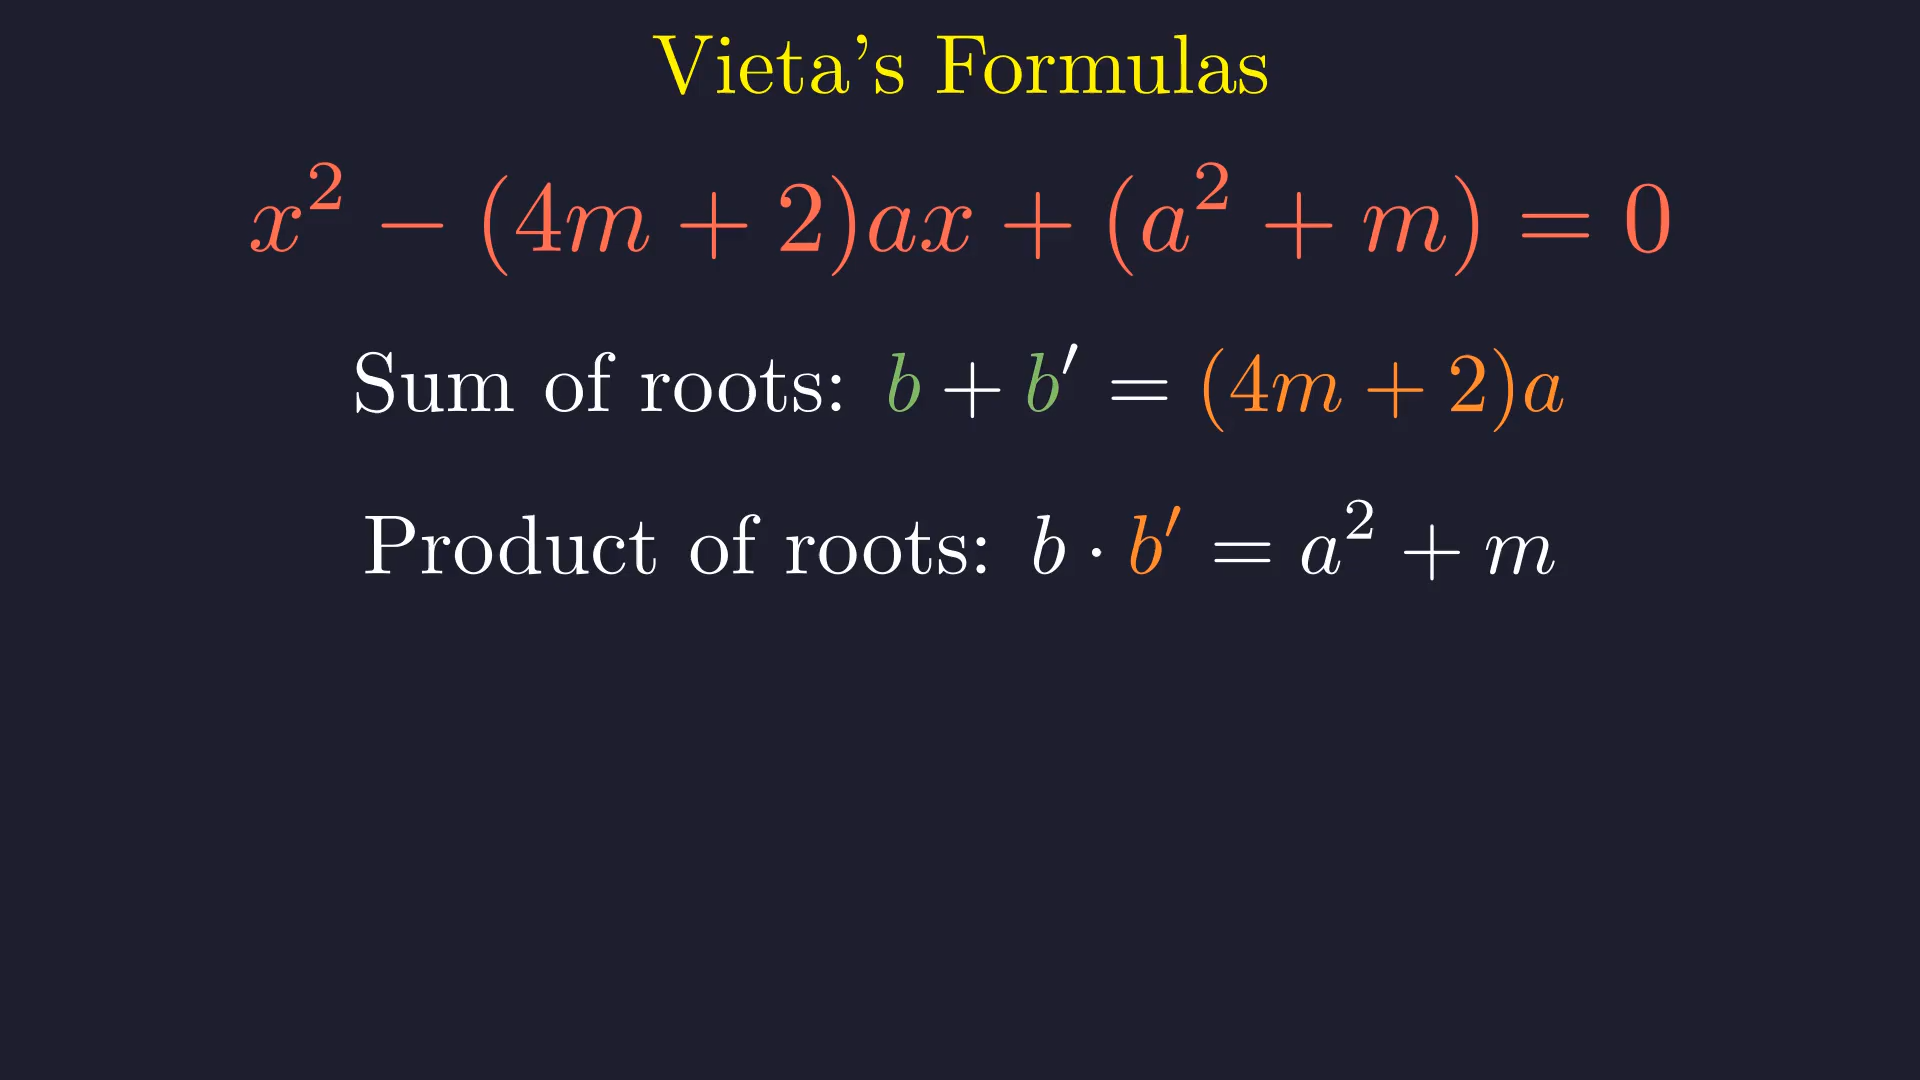 Vieta's Formulas
x² − (4m + 2)ax + (a² + m) = 0
Sum of roots: b + b′ = (4m + 2)a
Product of roots: b · b′ = a² + m